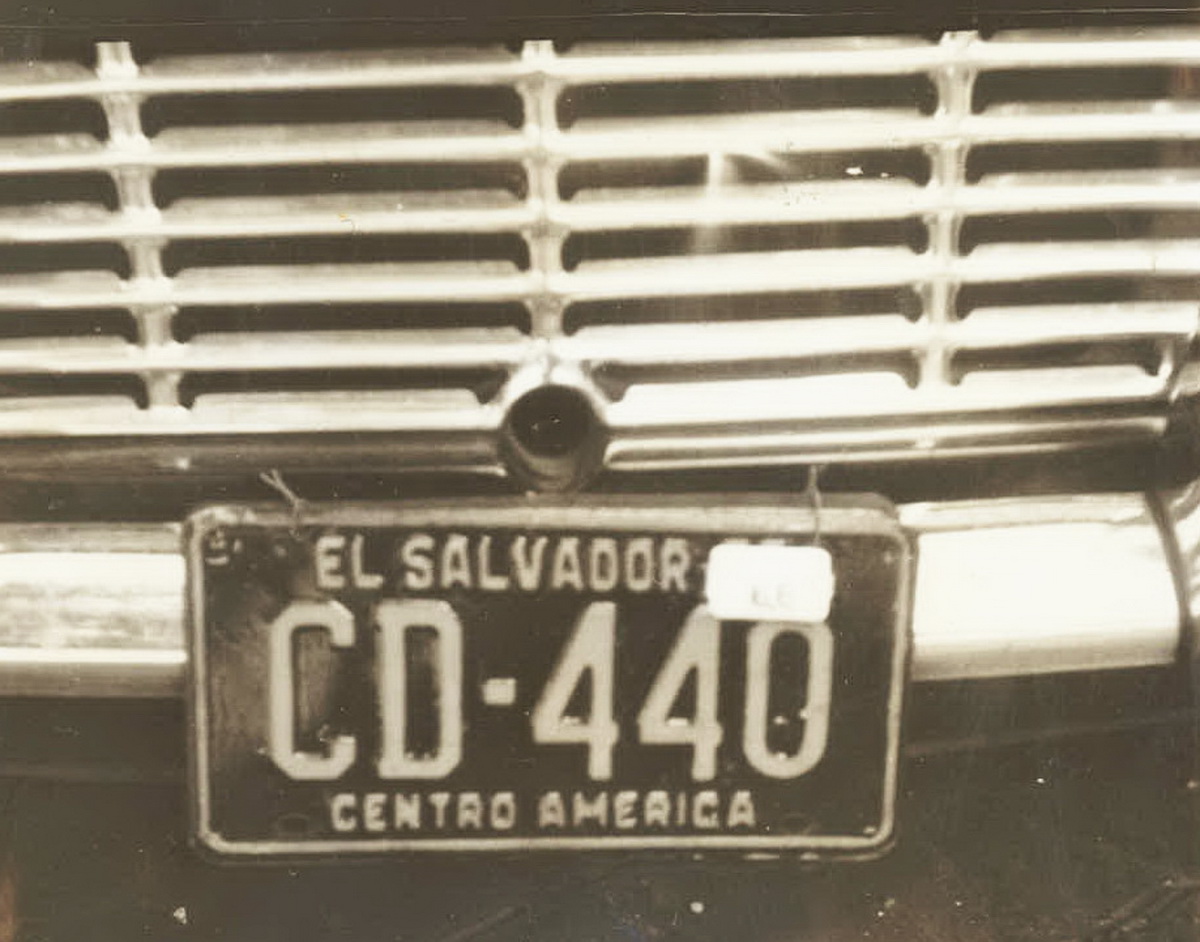 EL SALVADOR
CD-440
CENTRO AMERICA